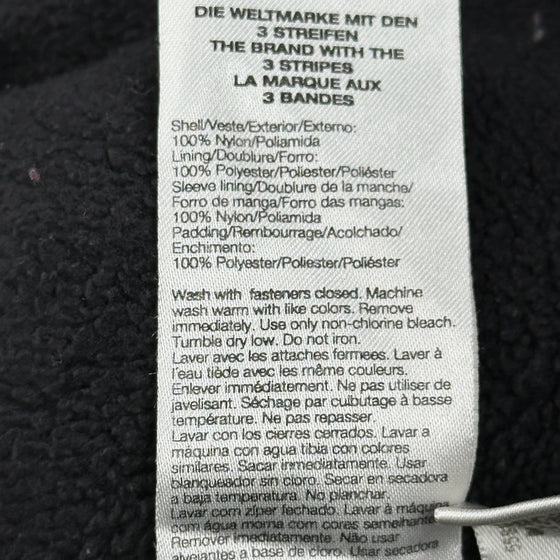 DIE WELTMARKE MIT DEN
3 STREIFEN
THE BRAND WITH THE
3 STRIPES
LA MARQUE AUX
3 BANDES
Shell/Veste/Exterior/Externo:
100% Nylon/Poliamida
Lining/Doublure/Forro:
100% Polyester/Poliester/Poliéster
Sleeve lining/Doublure de la manche/
Forro de manga/Forro das mangas:
100% Nylon/Poliamida
Padding/Rembourrage/Acolchado/
Enchimento:
100% Polyester/Poliester/Poliéster
Wash with fasteners closed. Machine
wash warm with like colors. Remove
immediately. Use only non-chlorine bleach.
Tumble dry low. Do not iron.
Laver avec les attaches fermees. Laver à
l'eau tiède avec les même couleurs.
Enlever immédiatement. Ne pas utiliser de
javelisant. Séchage par culbutage à basse
température. Ne pas repasser.
Lavar con los cierres cerrados. Lavar a
máquina con agua tibia con colores
similares. Sacar inmediatamente. Usar
blanqueador sin cloro. Secar en secadora
a baja temperatura. No planchar.
Lavar com zíper fechado. Lavar à máquina
com água morna com cores semelhante
Remover imediatamente. Não usar
alvejantes a base de cloro. Usar secadora